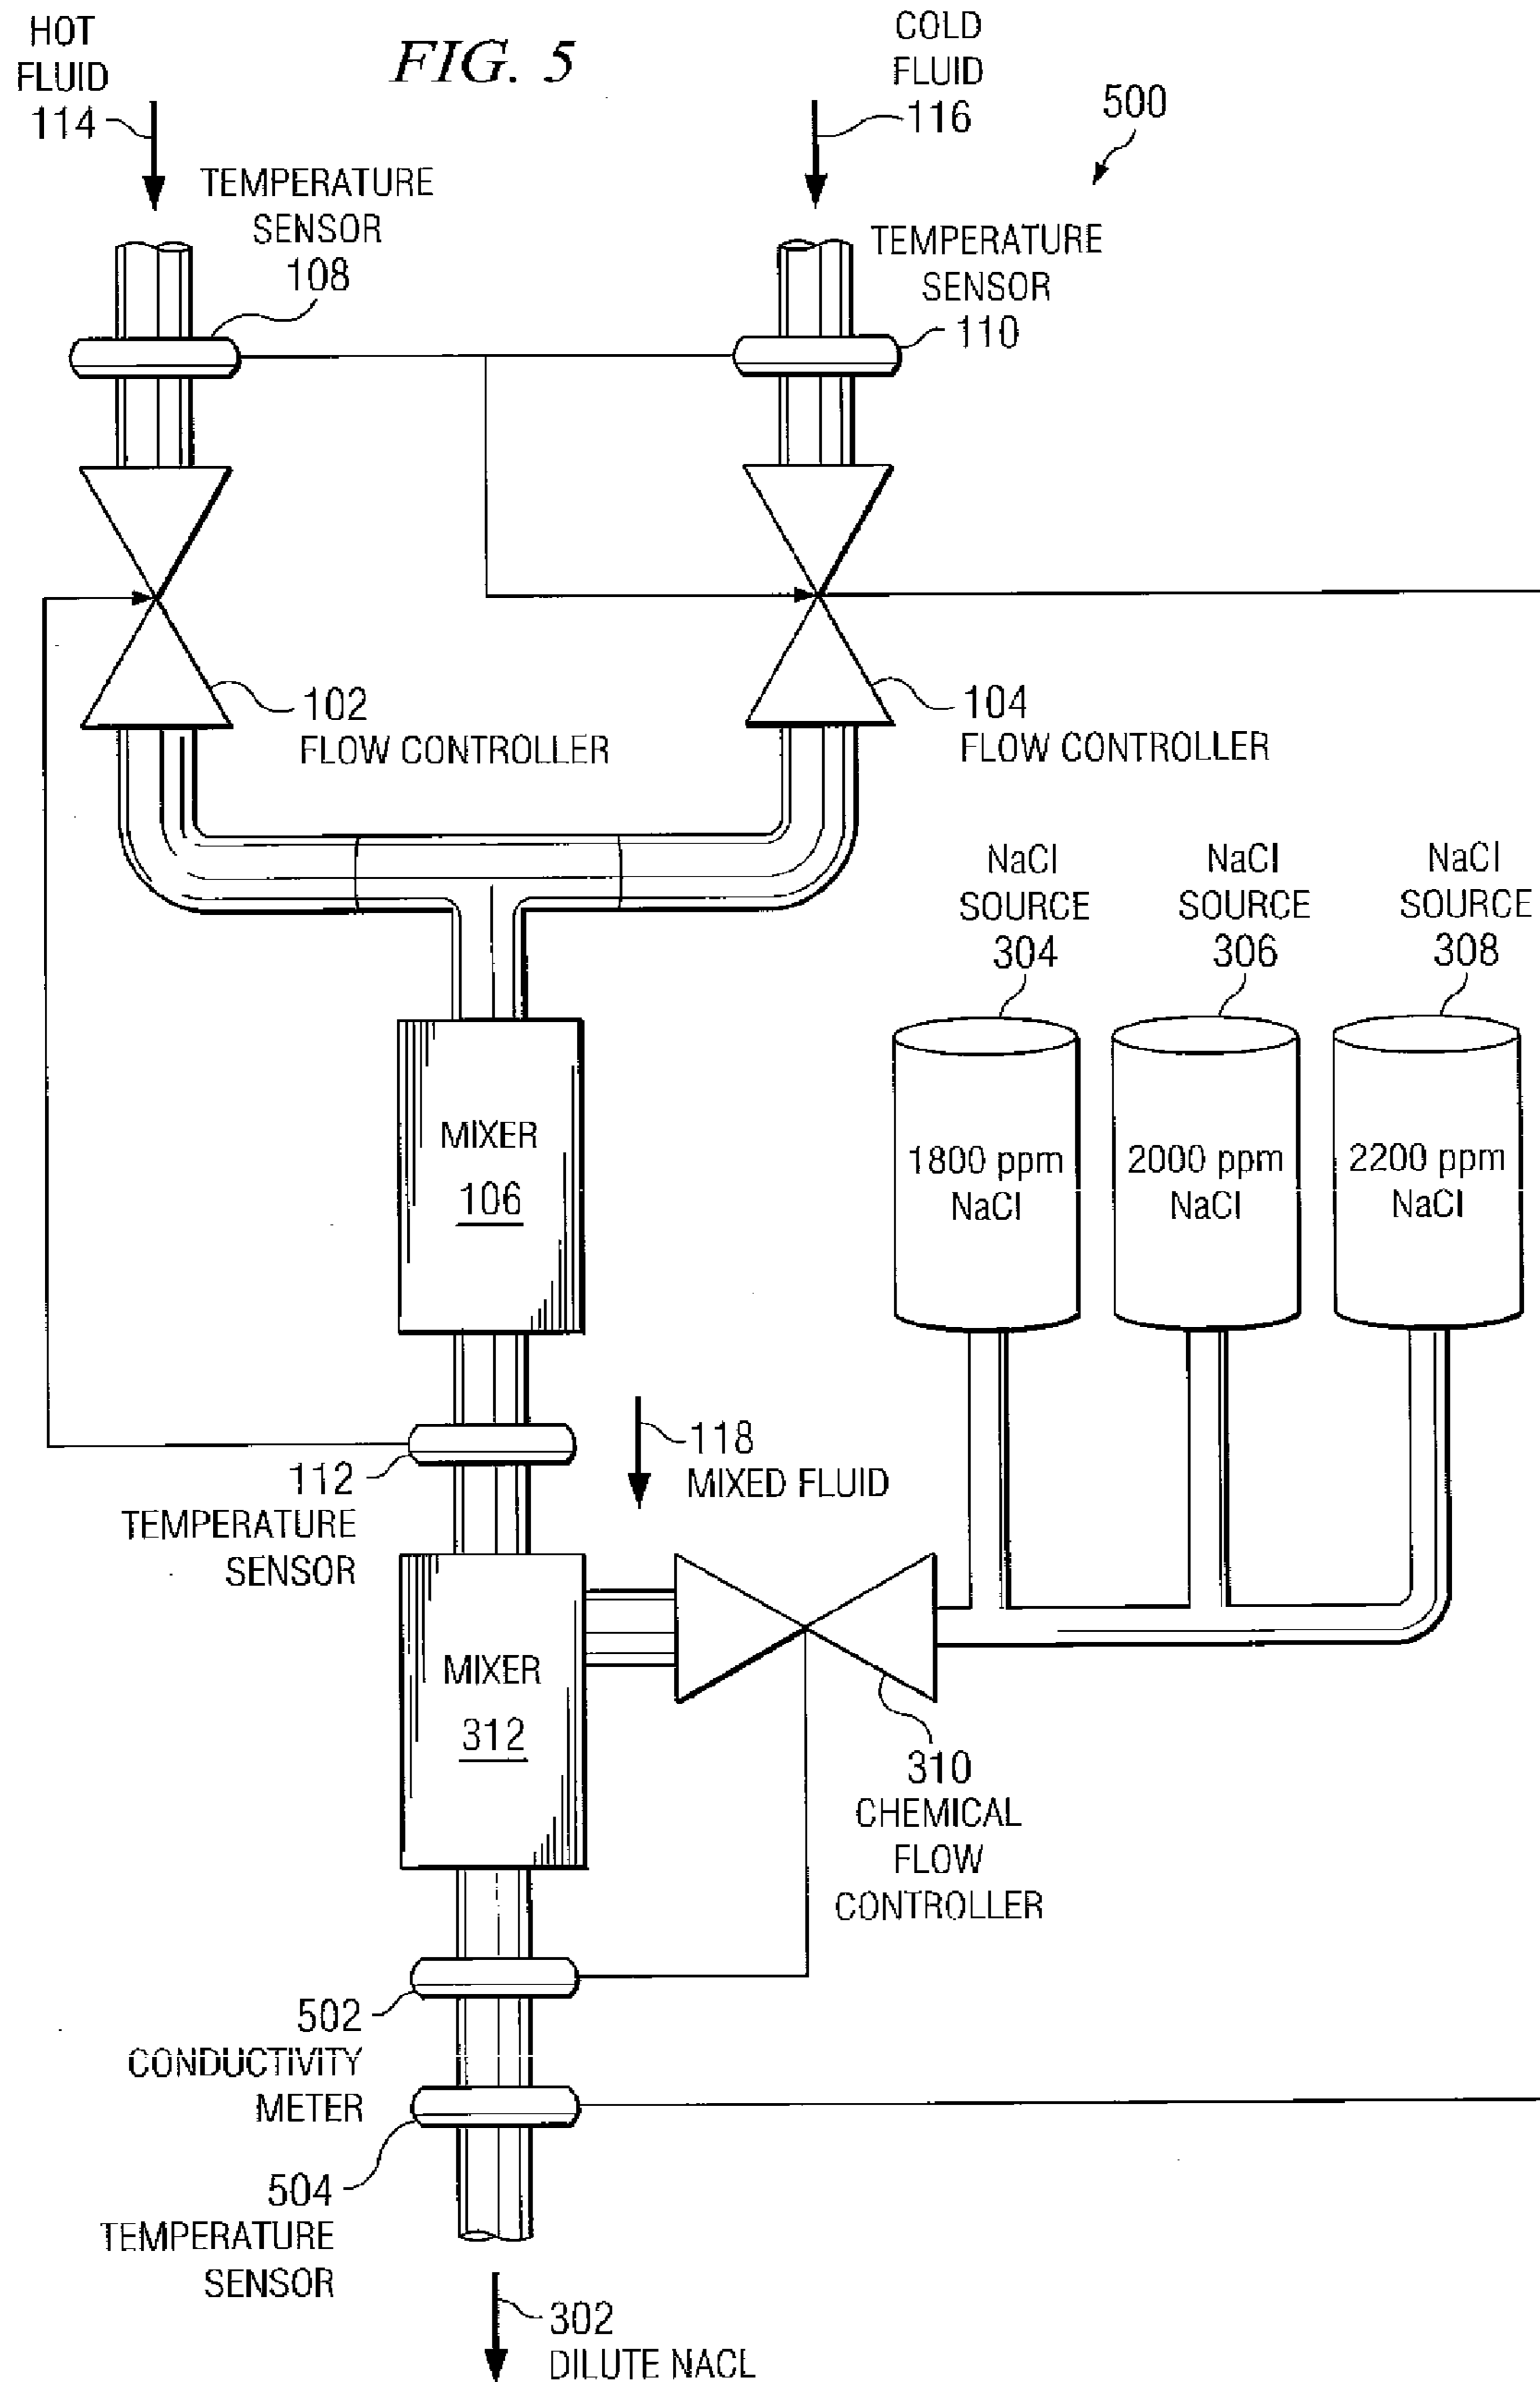 FIG. 5
HOT
FLUID
114
COLD
FLUID
116
500
TEMPERATURE
SENSOR
108
TEMPERATURE
SENSOR
110
102
FLOW CONTROLLER
104
FLOW CONTROLLER
NaCl
SOURCE
304
NaCl
SOURCE
306
NaCl
SOURCE
308
MIXER
106
1800 ppm
NaCl
2000 ppm
NaCl
2200 ppm
NaCl
118
MIXED FLUID
112
TEMPERATURE
SENSOR
MIXER
312
310
CHEMICAL
FLOW
CONTROLLER
502
CONDUCTIVITY
METER
504
TEMPERATURE
SENSOR
302
DILUTE NACL